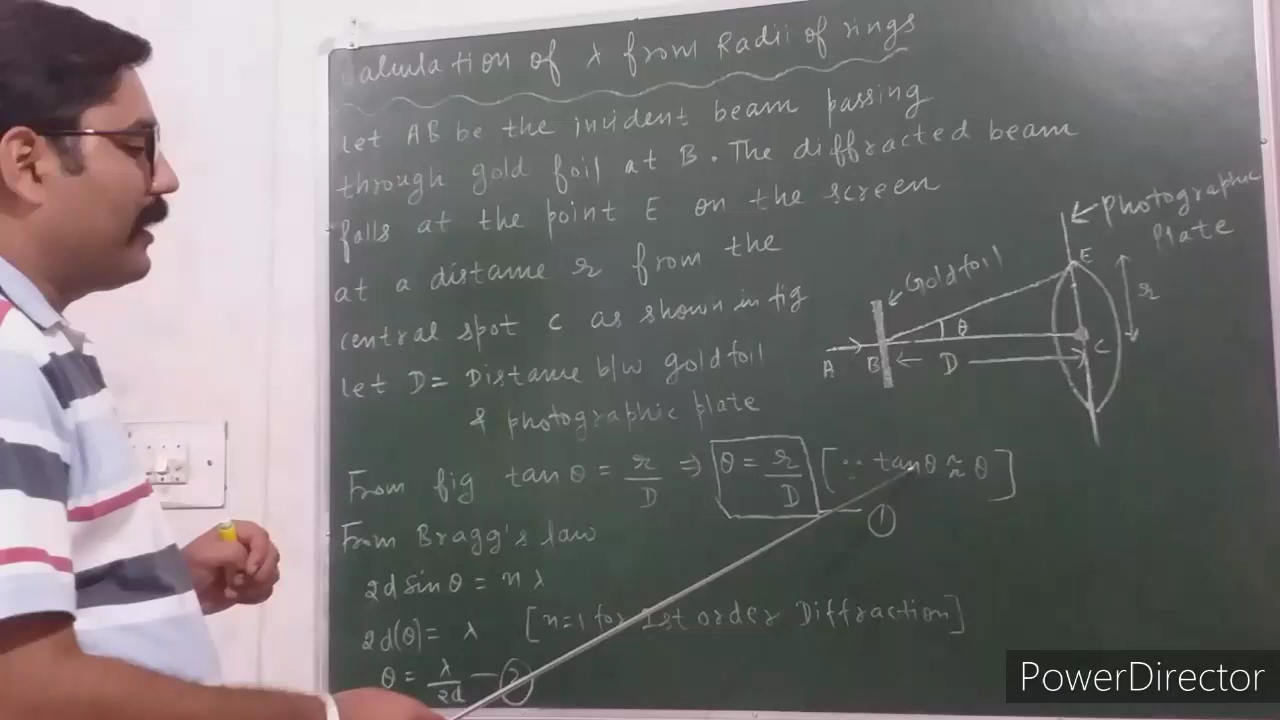 Calculation of λ from Radii of rings
Let AB be the incident beam passing
through gold foil at B. The diffracted beam
falls at the point E on the screen
at a distance r from the
central spot C as shown in fig
Let D = Distance b/w goldfoil
& photographic plate
From fig tanθ = r/D ⇒ θ = r/D [∵ tanθ ≈ θ]
— ①
From Bragg's law
2d sinθ = nλ
2d(θ) = λ [n=1 for Ist order Diffraction]
θ = λ/2d — ②
← Photographic
Plate
← Goldfoil
E
r
θ
A
B
← D →
C
PowerDirector